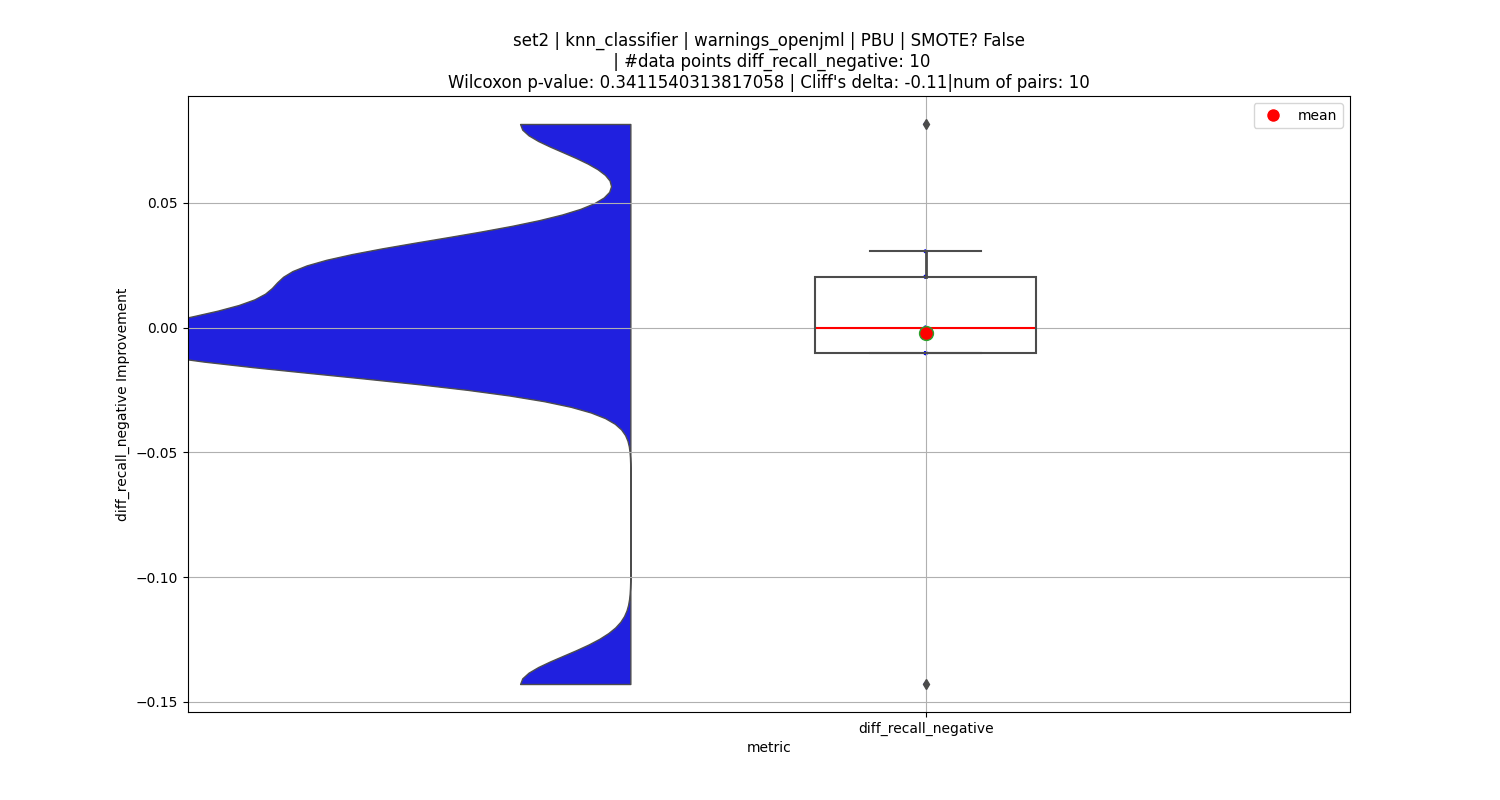 set2 | knn_classifier | warnings_openjml | PBU | SMOTE? False
| #data points diff_recall_negative: 10
Wilcoxon p-value: 0.3411540313817058 | Cliff's delta: -0.11|num of pairs: 10
mean
0.05
0.00
−0.05
−0.10
−0.15
diff_recall_negative Improvement
diff_recall_negative
metric